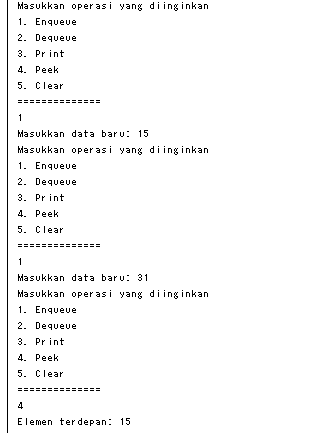 Masukkan operasi yang diinginkan
1. Enqueue
2. Dequeue
3. Print
4. Peek
5. Clear
==============
1
Masukkan data baru: 15
Masukkan operasi yang diinginkan
1. Enqueue
2. Dequeue
3. Print
4. Peek
5. Clear
==============
1
Masukkan data baru: 31
Masukkan operasi yang diinginkan
1. Enqueue
2. Dequeue
3. Print
4. Peek
5. Clear
==============
4
Elemen terdepan: 15